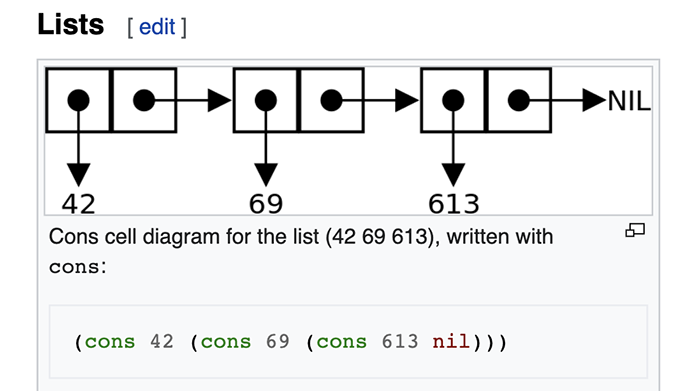 Lists [ edit ]
NIL
42 69 613
Cons cell diagram for the list (42 69 613), written with
cons:
(cons 42 (cons 69 (cons 613 nil)))